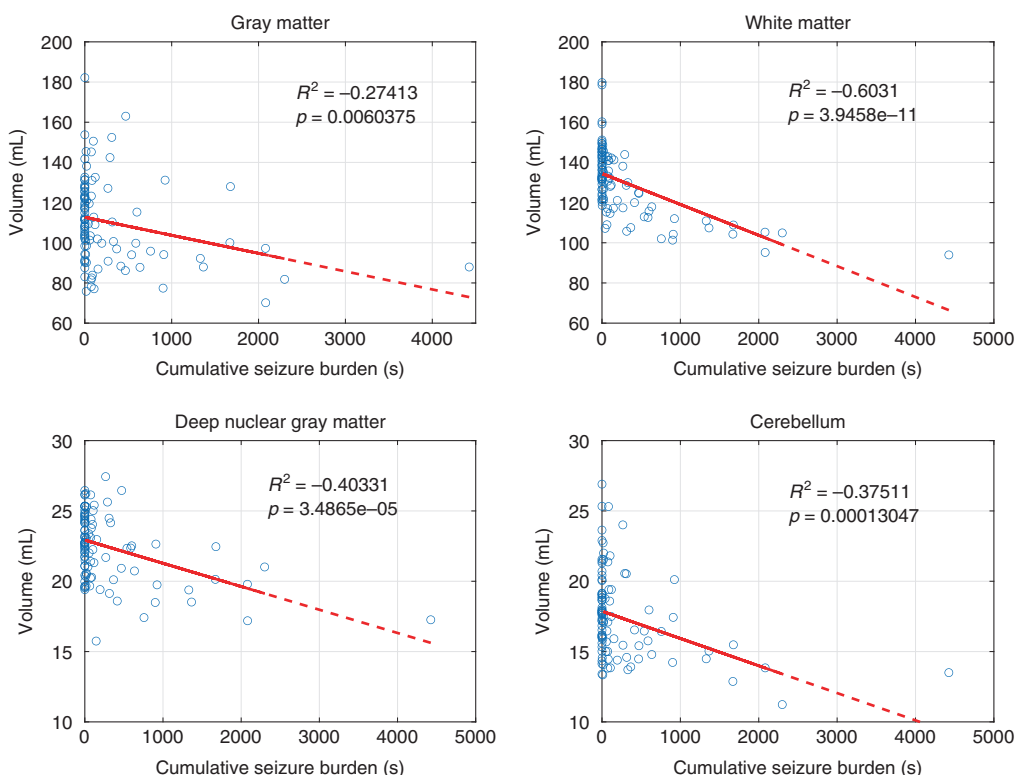 Gray matter
200
180
160
140
120
100
80
60
Volume (mL)
R² = –0.27413
p = 0.0060375
0 1000 2000 3000 4000
Cumulative seizure burden (s)
White matter
200
180
160
140
120
100
80
60
Volume (mL)
R² = –0.6031
p = 3.9458e–11
0 1000 2000 3000 4000 5000
Cumulative seizure burden (s)
Deep nuclear gray matter
30
25
20
15
10
Volume (mL)
R² = –0.40331
p = 3.4865e–05
0 1000 2000 3000 4000 5000
Cumulative seizure burden (s)
Cerebellum
30
25
20
15
10
Volume (mL)
R² = –0.37511
p = 0.00013047
0 1000 2000 3000 4000 5000
Cumulative seizure burden (s)